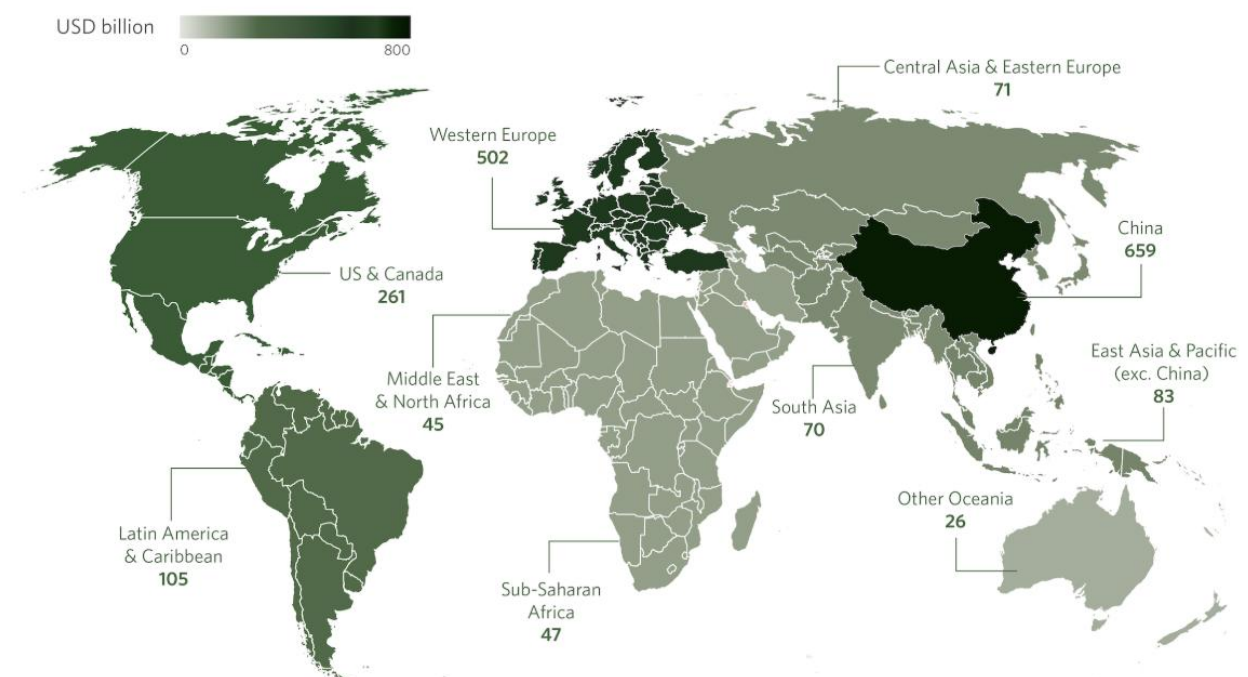 USD billion
0 800
Central Asia & Eastern Europe
71
Western Europe
502
China
659
US & Canada
261
East Asia & Pacific
(exc. China)
83
Middle East
& North Africa
45
South Asia
70
Other Oceania
26
Latin America
& Caribbean
105
Sub-Saharan
Africa
47